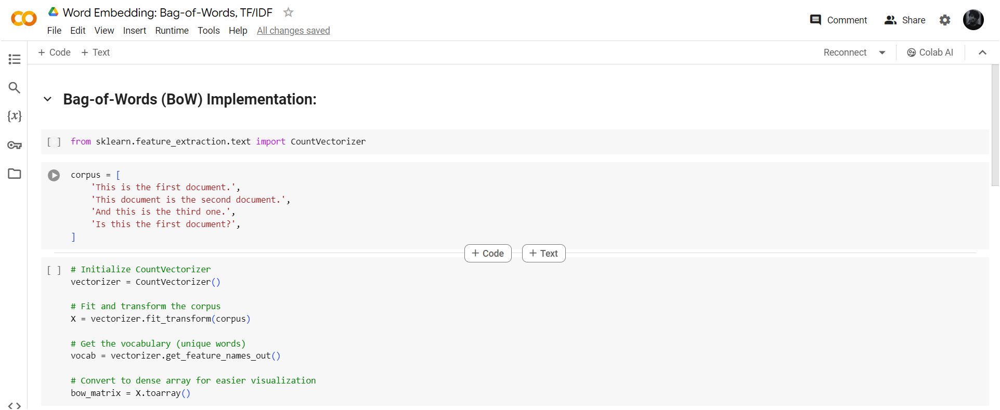 CO
Word Embedding: Bag-of-Words, TF/IDF
File Edit View Insert Runtime Tools Help All changes saved
Comment Share
+ Code + Text
Reconnect Colab AI
{x}
Bag-of-Words (BoW) Implementation:
[ ] from sklearn.feature_extraction.text import CountVectorizer
corpus = [
'This is the first document.',
'This document is the second document.',
'And this is the third one.',
'Is this the first document?',
]
+ Code + Text
[ ] # Initialize CountVectorizer
vectorizer = CountVectorizer()
# Fit and transform the corpus
X = vectorizer.fit_transform(corpus)
# Get the vocabulary (unique words)
vocab = vectorizer.get_feature_names_out()
# Convert to dense array for easier visualization
bow_matrix = X.toarray()